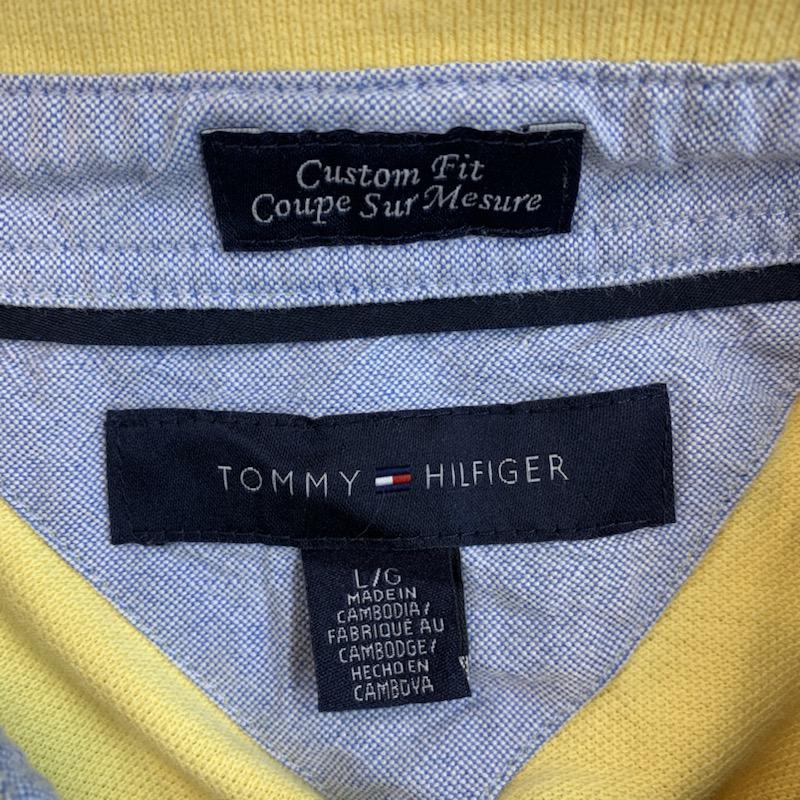 Custom Fit
Coupe Sur Mesure
TOMMY HILFIGER
L/G
MADE IN
CAMBODIA/
FABRIQUÉ AU
CAMBODGE/
HECHO EN
CAMBOYA